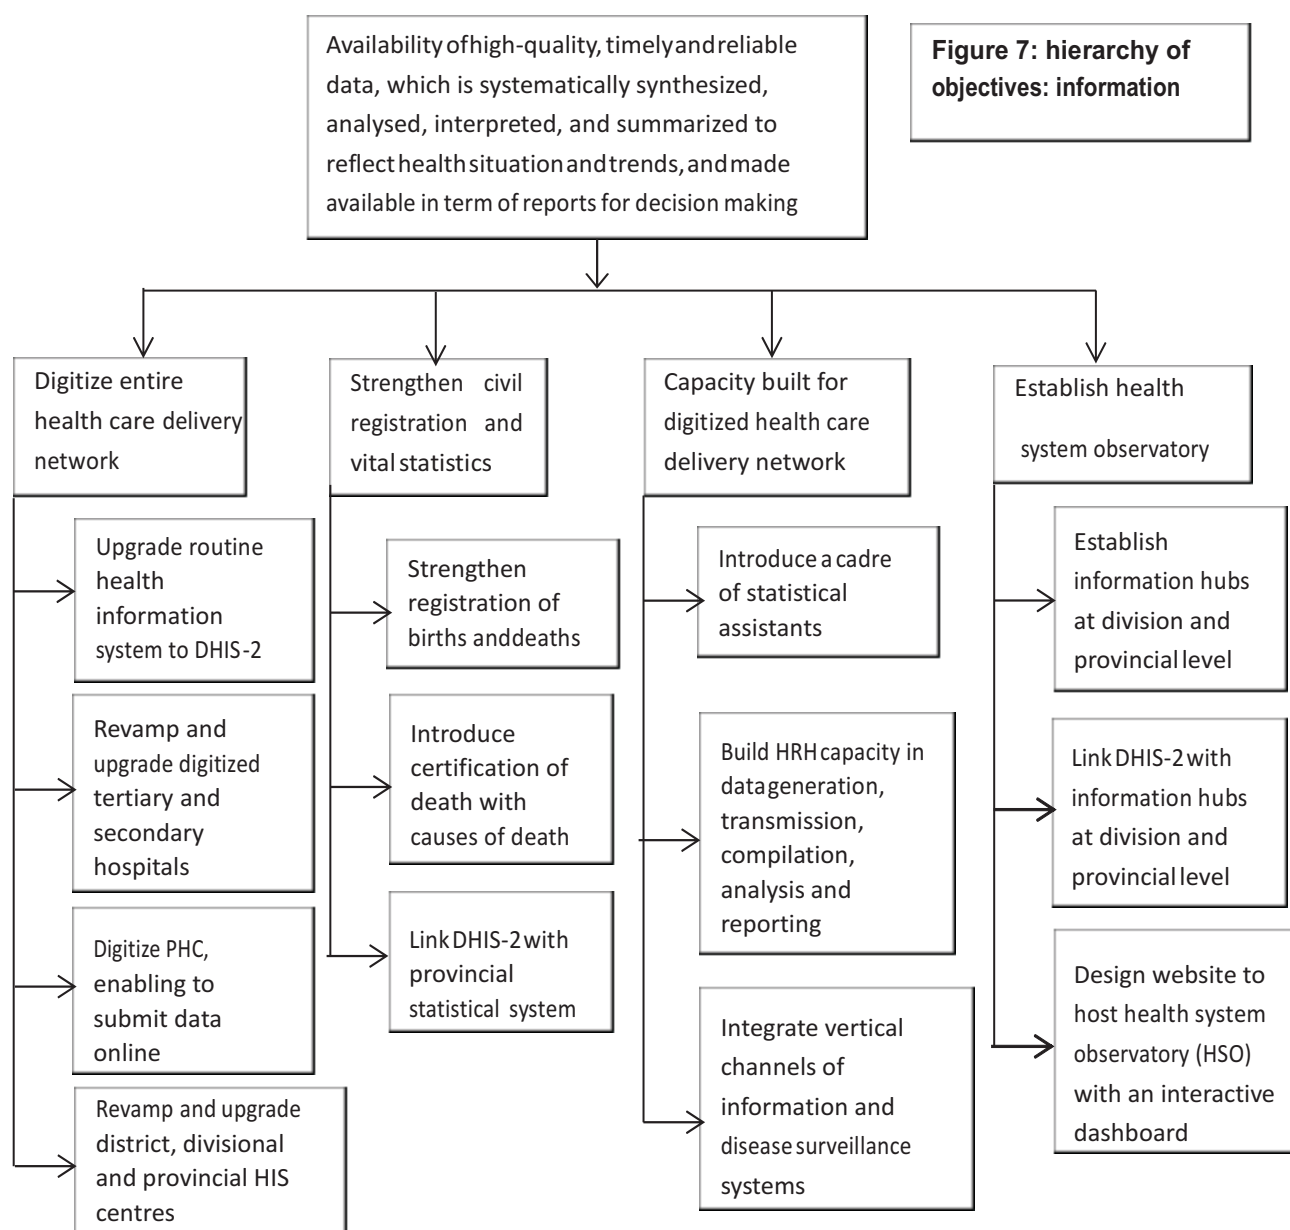 Availability of high-quality, timely and reliable
data, which is systematically synthesized,
analysed, interpreted, and summarized to
reflect health situation and trends, and made
available in term of reports for decision making
Figure 7: hierarchy of
objectives: information
Digitize entire
health care delivery
network
Upgrade routine
health
information
system to DHIS-2
Revamp and
upgrade digitized
tertiary and
secondary
hospitals
Digitize PHC,
enabling to
submit data
online
Revamp and upgrade
district, divisional
and provincial HIS
centres
Strengthen civil
registration and
vital statistics
Strengthen
registration of
births anddeaths
Introduce
certification of
death with
causes of death
Link DHIS-2 with
provincial
statistical system
Capacity built for
digitized health care
delivery network
Introduce a cadre
of statistical
assistants
Build HRH capacity in
data generation,
transmission,
compilation,
analysis and
reporting
Integrate vertical
channels of
information and
disease surveillance
systems
Establish health
system observatory
Establish
information hubs
at division and
provincial level
Link DHIS-2 with
information hubs
at division and
provincial level
Design website to
host health system
observatory (HSO)
with an interactive
dashboard